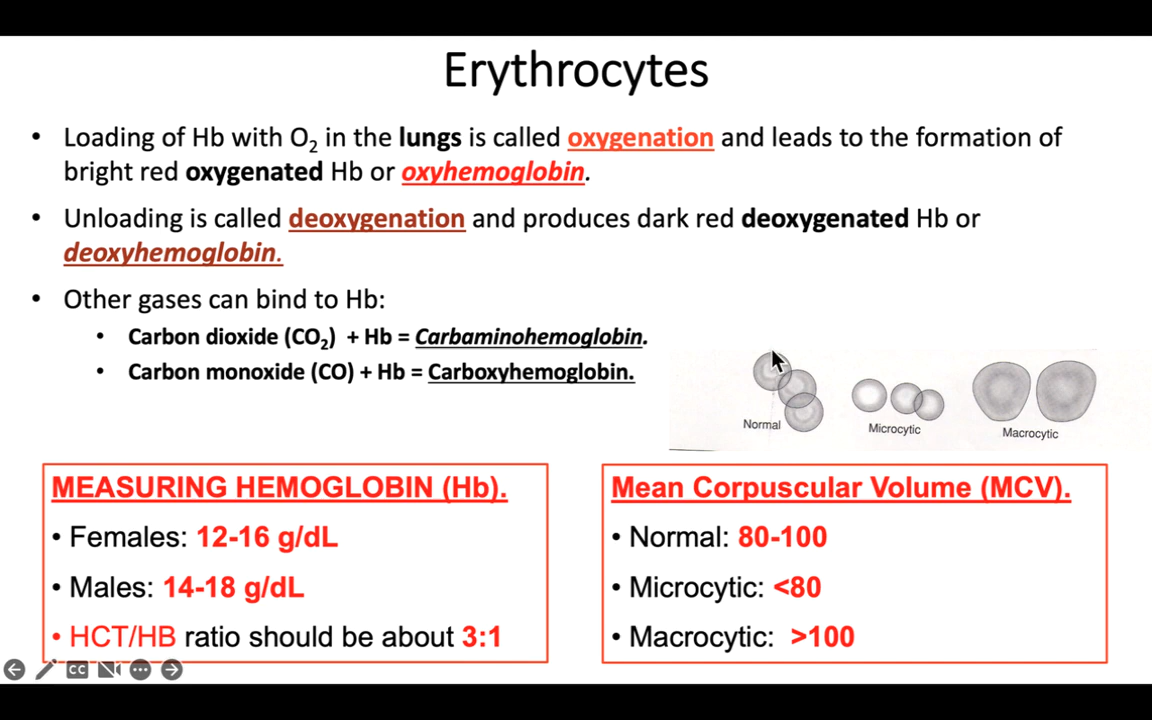 Erythrocytes
• Loading of Hb with O₂ in the lungs is called oxygenation and leads to the formation of
bright red oxygenated Hb or oxyhemoglobin.
• Unloading is called deoxygenation and produces dark red deoxygenated Hb or
deoxyhemoglobin.
• Other gases can bind to Hb:
• Carbon dioxide (CO₂) + Hb = Carbaminohemoglobin.
• Carbon monoxide (CO) + Hb = Carboxyhemoglobin.
Normal
Microcytic
Macrocytic
MEASURING HEMOGLOBIN (Hb).
• Females: 12-16 g/dL
• Males: 14-18 g/dL
• HCT/HB ratio should be about 3:1
Mean Corpuscular Volume (MCV).
• Normal: 80-100
• Microcytic: <80
• Macrocytic: >100
CC